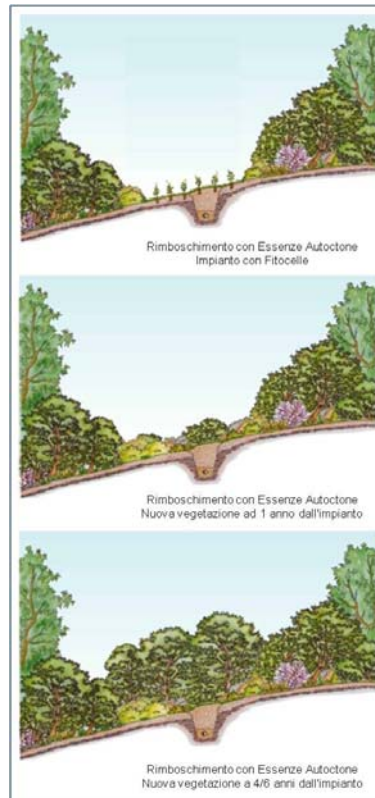 Rimboschimento con Essenze Autoctone
Impianto con Fitocelle
Rimboschimento con Essenze Autoctone
Nuova vegetazione ad 1 anno dall'impianto
Rimboschimento con Essenze Autoctone
Nuova vegetazione a 4/6 anni dall'impianto